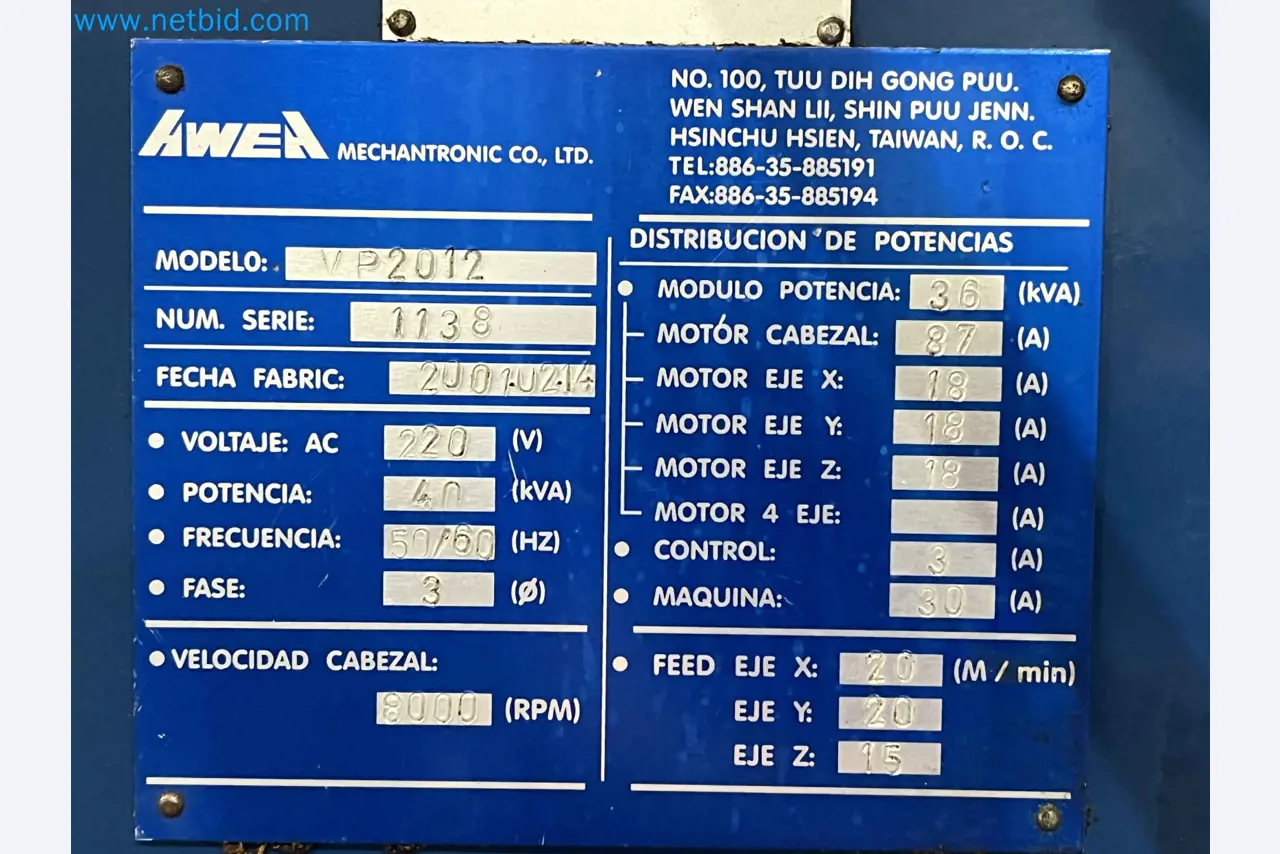 www.netbid.com
AWEA MECHANTRONIC CO., LTD.
NO. 100, TUU DIH GONG PUU.
WEN SHAN LII, SHIN PUU JENN.
HSINCHU HSIEN, TAIWAN, R. O. C.
TEL:886-35-885191
FAX:886-35-885194
MODELO: VP2012
NUM. SERIE: 1138
FECHA FABRIC: 2001.02.14
VOLTAJE: AC 220 (V)
POTENCIA: 40 (kVA)
FRECUENCIA: 50/60 (HZ)
FASE: 3 (Ø)
VELOCIDAD CABEZAL:
8000 (RPM)
DISTRIBUCION DE POTENCIAS
MODULO POTENCIA: 36 (kVA)
MOTÓR CABEZAL: 87 (A)
MOTOR EJE X: 18 (A)
MOTOR EJE Y: 18 (A)
MOTOR EJE Z: 18 (A)
MOTOR 4 EJE: (A)
CONTROL: 3 (A)
MAQUINA: 30 (A)
FEED EJE X: 20 (M / min)
EJE Y: 20
EJE Z: 15